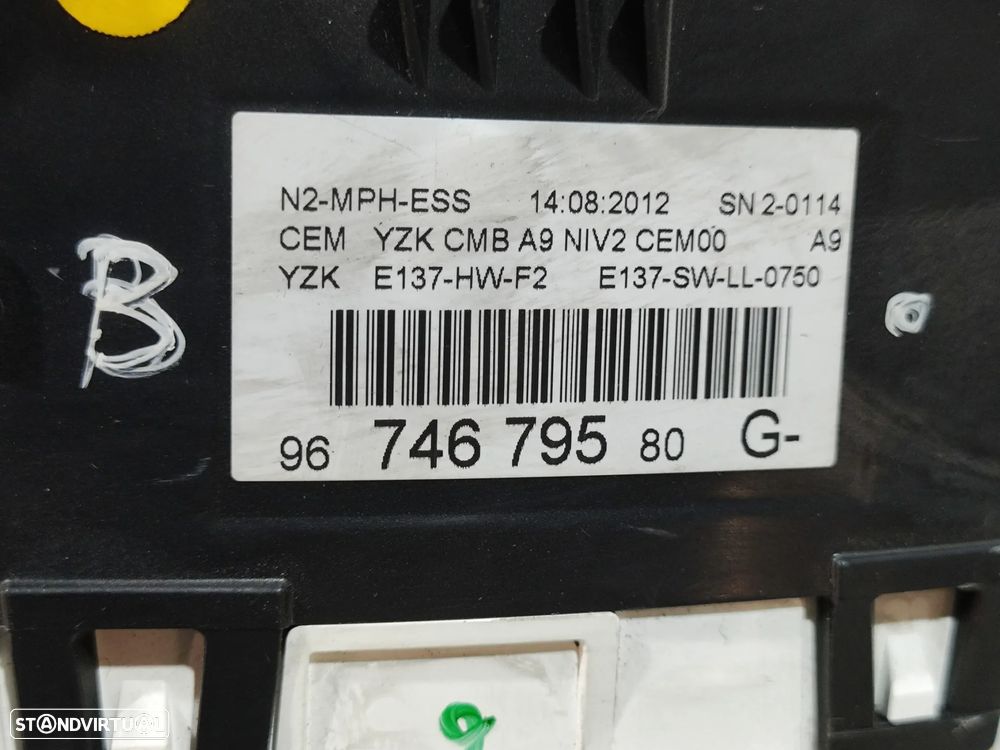 N2-MPH-ESS 14:08:2012 SN 2-0114
CEM YZK CMB A9 NIV2 CEM00 A9
YZK E137-HW-F2 E137-SW-LL-0750
B
96 746 795 80 G-
9
STANDVIRTUAL